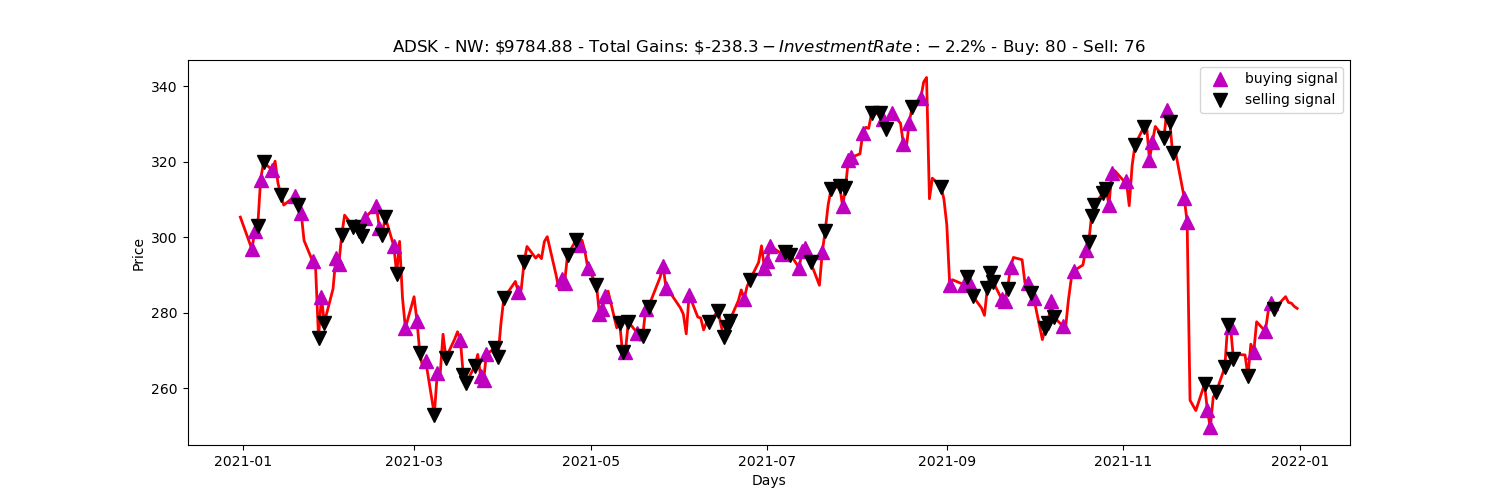 ADSK - NW: $9784.88 - Total Gains: $-238.3 - InvestmentRate : -2.2% - Buy: 80 - Sell: 76
buying signal
selling signal
Price
340
320
300
280
260
2021-01
2021-03
2021-05
2021-07
2021-09
2021-11
2022-01
Days